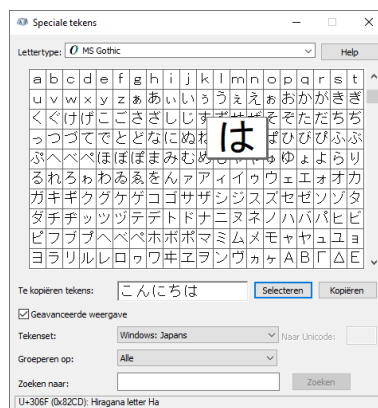 Speciale tekens
Lettertype: O MS Gothic Help
a b c d e f g h i j k l m n o p q r s t
u v w x y z ぁ あ ぃ い ぅ う ぇ え ぉ お か が き ぎ
く ぐ け げ こ ご さ ざ し じ す ぞ た だ ち ぢ
っ つ づ て で と ど な に ぬ ね は ぱ ひ び ぴ ふ ぶ
ぷ へ べ ぺ ほ ぼ ぽ ま み む め も ゃ や ゅ ゆ ょ よ ら り
る れ ろ ゎ わ ゐ ゑ を ん ァ ア ィ イ ゥ ウ ェ エ ォ オ カ
ガ キ ギ ク グ ケ ゲ コ ゴ サ ザ シ ジ ス ズ セ ゼ ソ ゾ タ
ダ チ ヂ ッ ツ ヅ テ デ ト ド ナ ニ ヌ ネ ノ ハ バ パ ヒ ビ
ピ フ ブ プ ヘ ベ ペ ホ ボ ポ マ ミ ム メ モ ャ ヤ ュ ユ ョ
ヨ ラ リ ル レ ロ ヮ ワ ヰ ヱ ヲ ン ヴ ヵ ヶ Α Β Γ Δ Ε
Te kopiëren tekens: こんにちは Selecteren Kopiëren
Geavanceerde weergave
Tekenset: Windows: Japans Naar Unicode:
Groeperen op: Alle
Zoeken naar: Zoeken
U+306F (0x82CD): Hiragana letter Ha